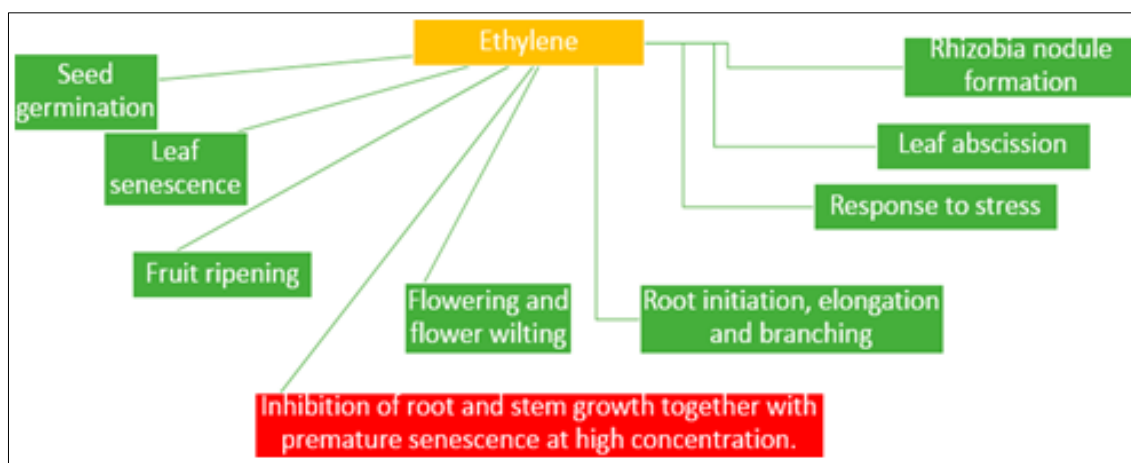 Ethylene
Seed
germination
Leaf
senescence
Fruit ripening
Flowering and
flower wilting
Inhibition of root and stem growth together with
premature senescence at high concentration.
Root initiation, elongation
and branching
Response to stress
Leaf abscission
Rhizobia nodule
formation